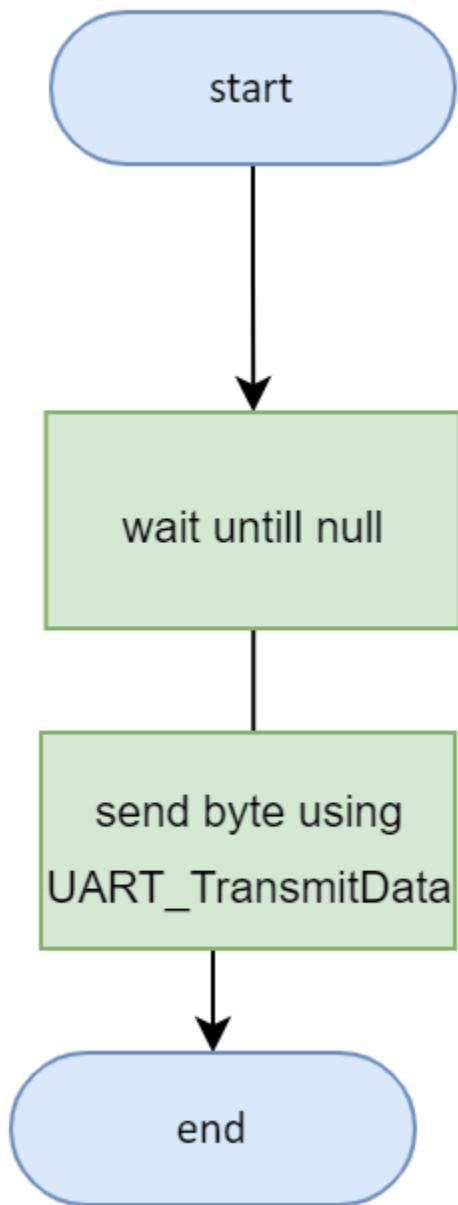 start
wait untill null
send byte using
UART_TransmitData
end